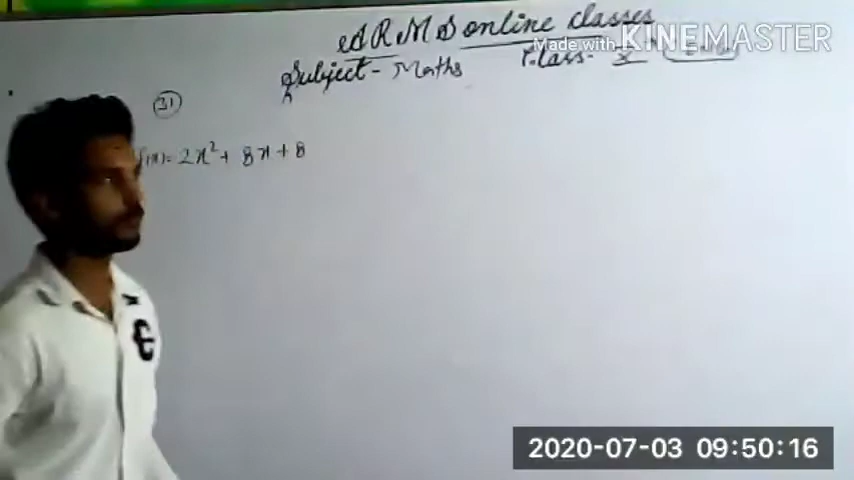 ARMS online classes
Made with KINEMASTER
Subject - Maths Class - X
31
f(x) = 2x² + 8x + 8
2020-07-03 09:50:16